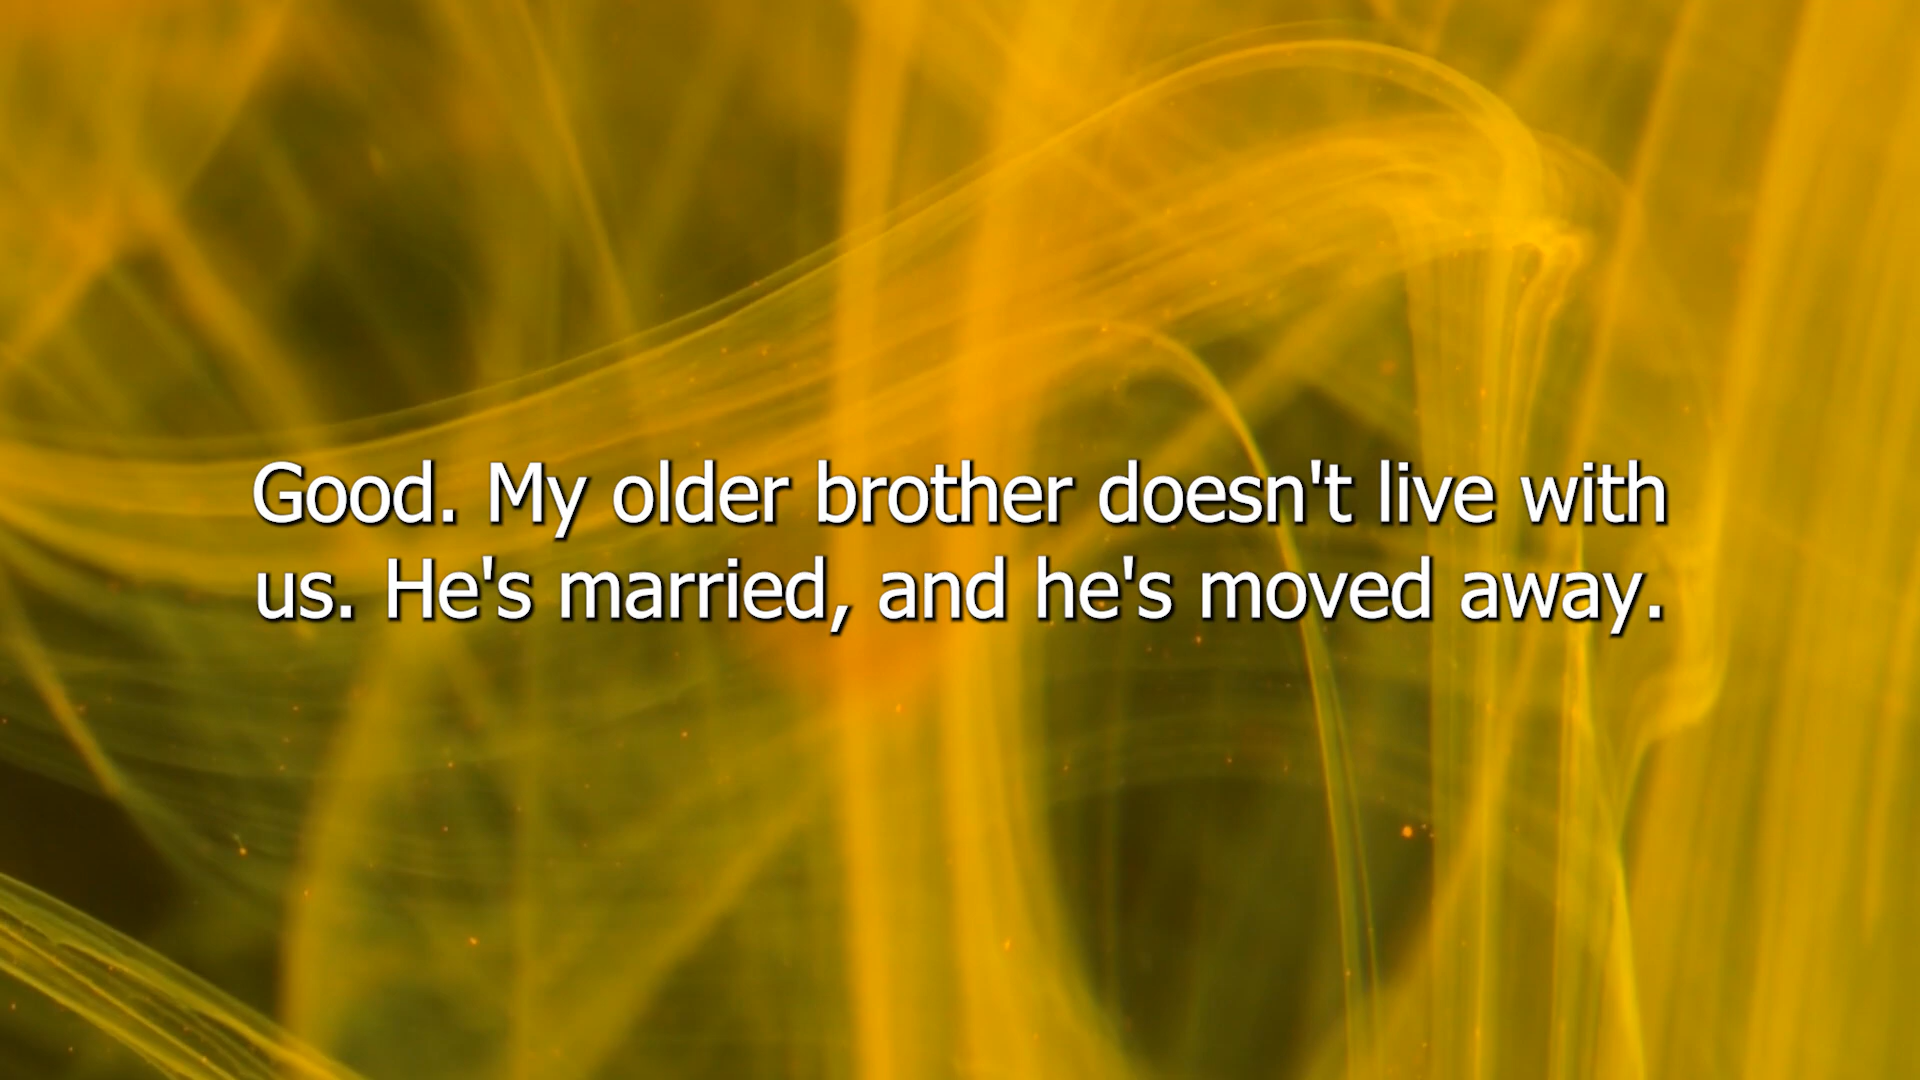 Good. My older brother doesn't live with
us. He's married, and he's moved away.